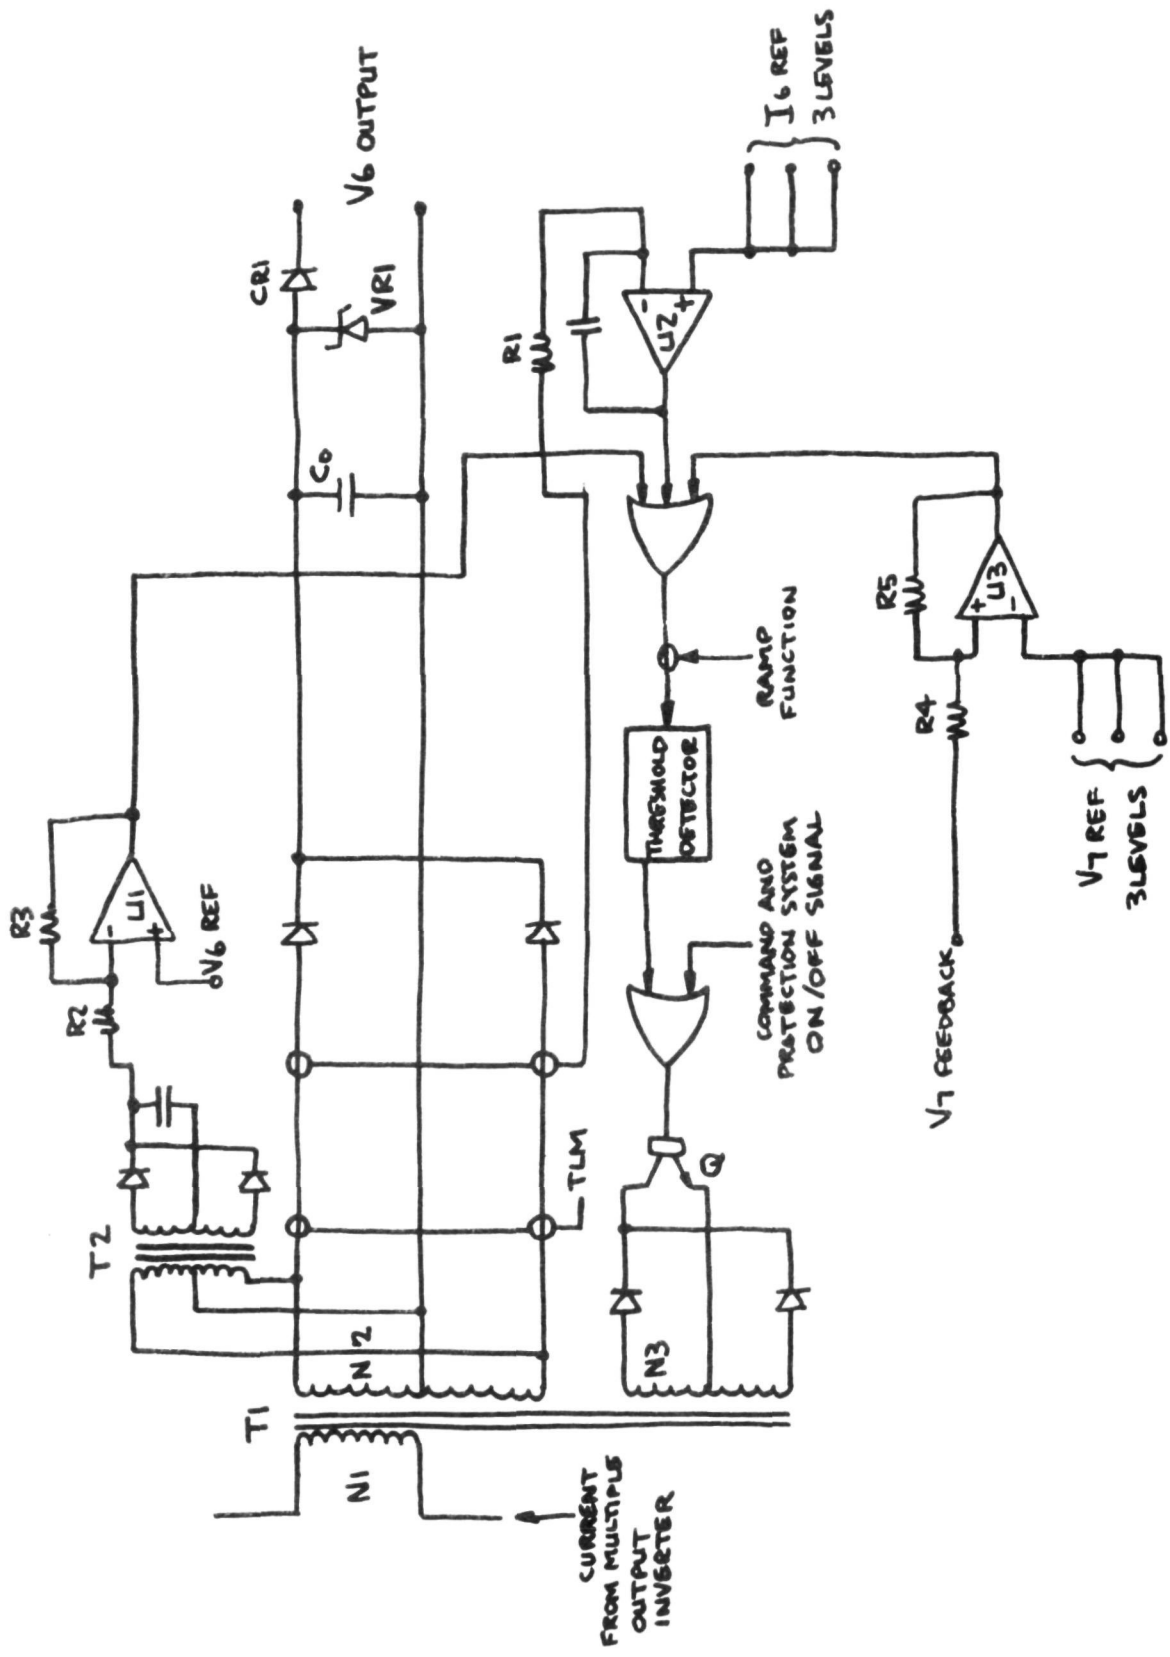 T2
R2
R3
U1
-
+
V6 REF
T1
N1
N2
TLM
C0
CR1
VR1
V6 OUTPUT
R1
U2
-
+
I6 REF
3 LEVELS
N3
Q
COMMAND AND
PROTECTION SYSTEM
ON/OFF SIGNAL
THRESHOLD
DETECTOR
RAMP
FUNCTION
CURRENT
FROM MULTIPLE
OUTPUT
INVERTER
V7 FEEDBACK
R4
R5
U3
+
-
V7 REF
3 LEVELS